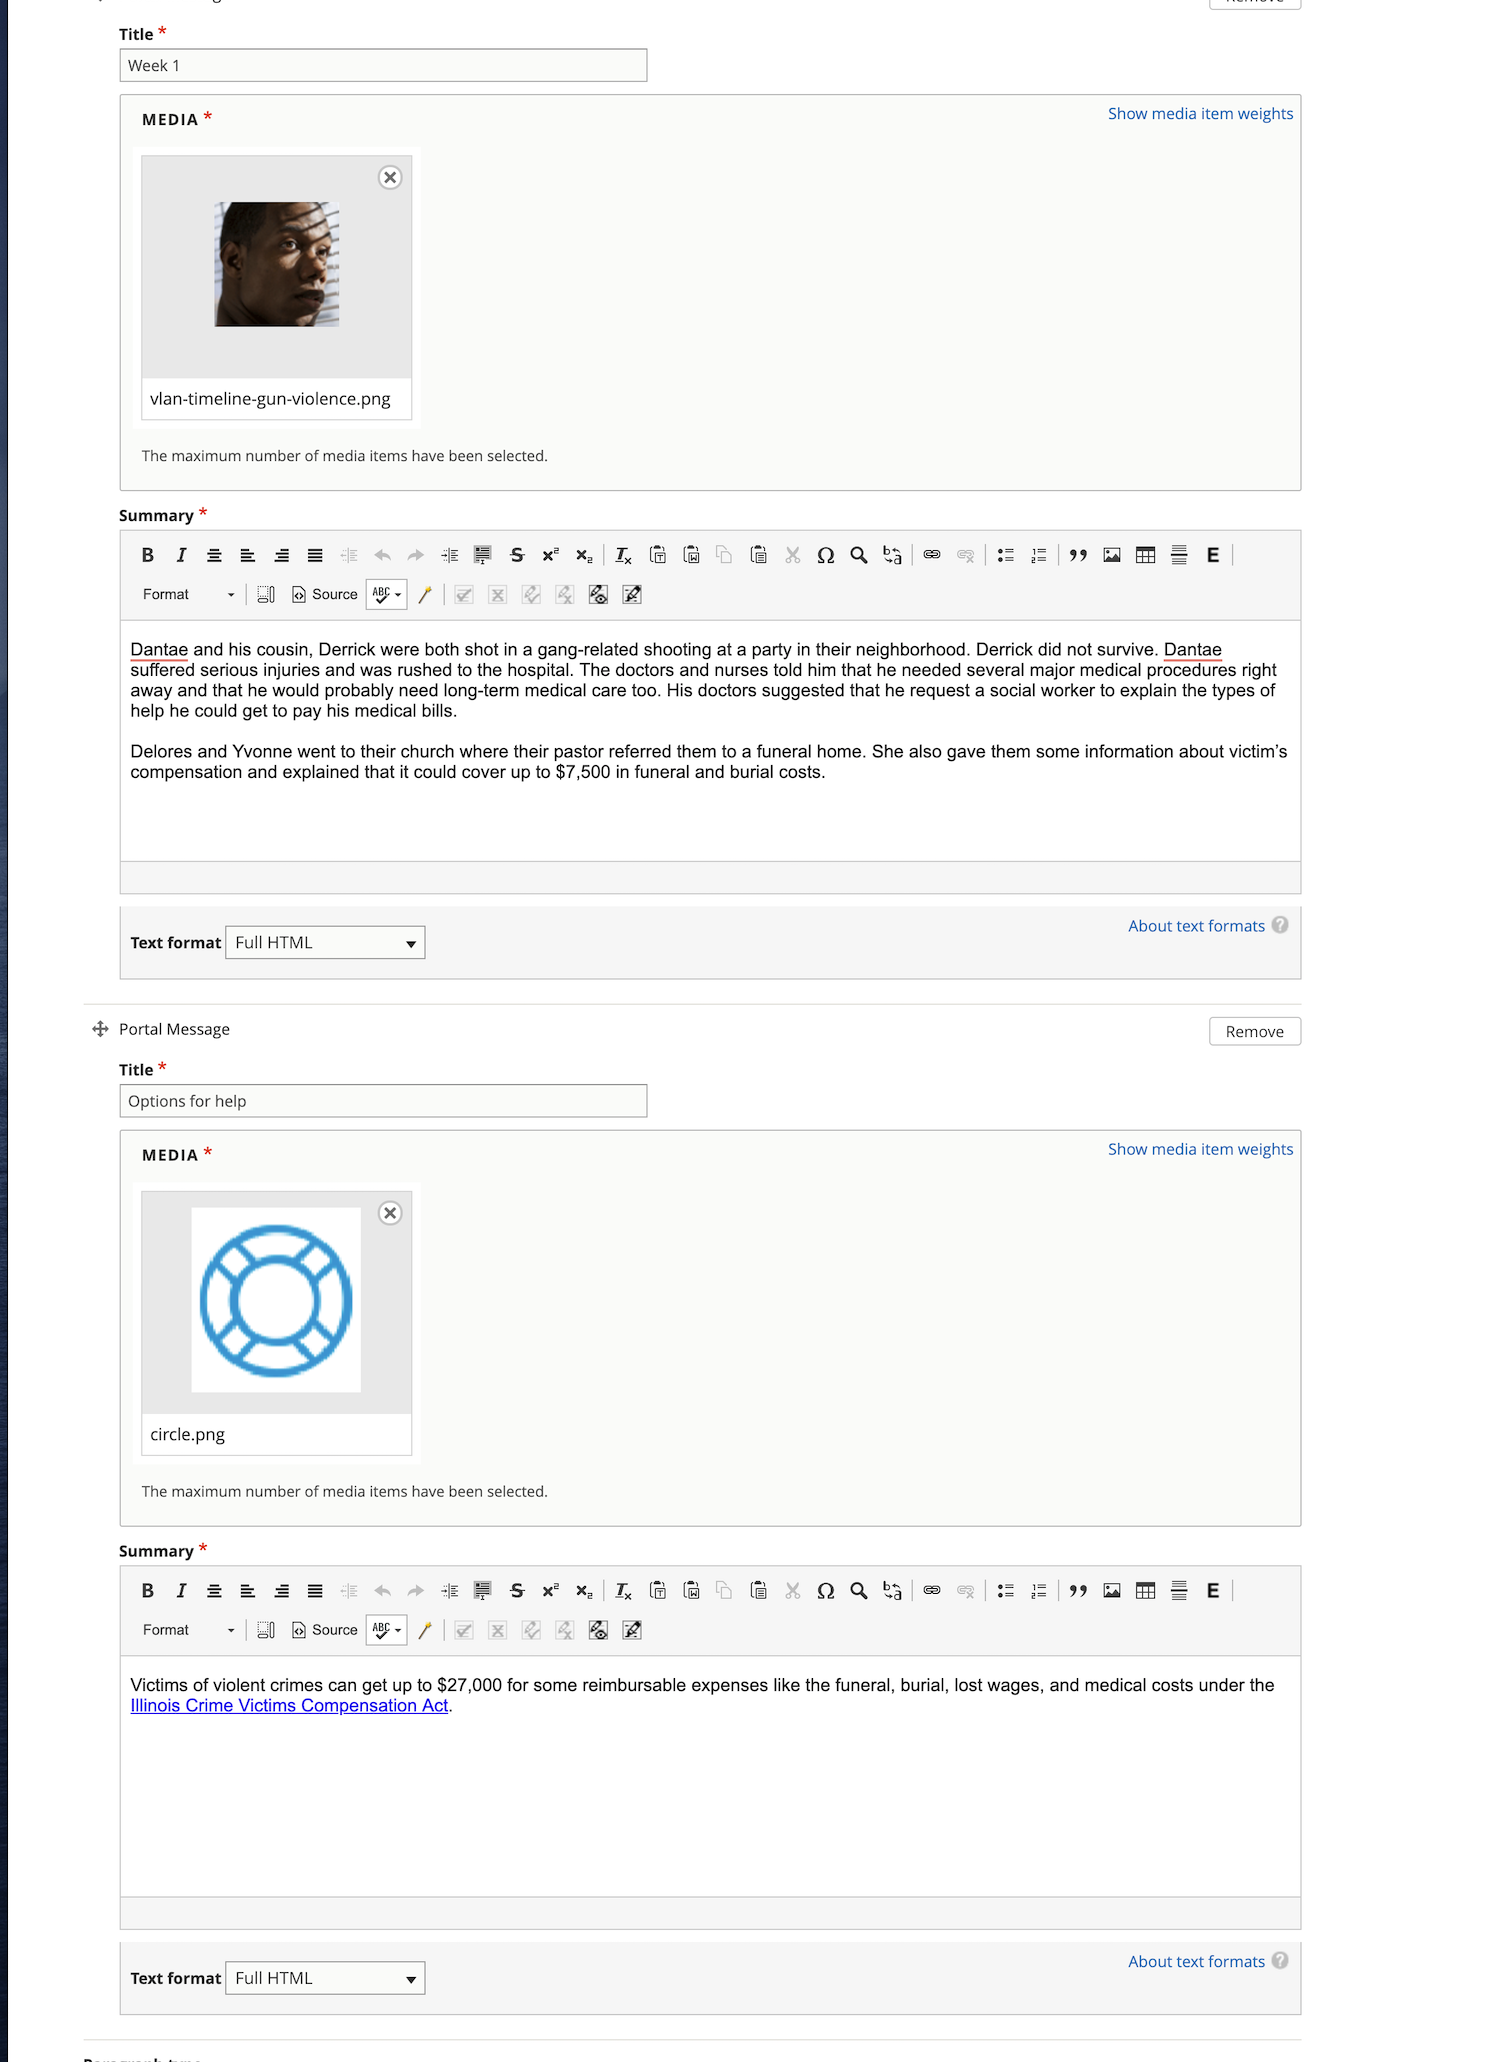 Title *
Week 1
MEDIA *
Show media item weights
vlan-timeline-gun-violence.png
The maximum number of media items have been selected.
Summary *
Format
Source
ABC
Dantae and his cousin, Derrick were both shot in a gang-related shooting at a party in their neighborhood. Derrick did not survive. Dantae
suffered serious injuries and was rushed to the hospital. The doctors and nurses told him that he needed several major medical procedures right
away and that he would probably need long-term medical care too. His doctors suggested that he request a social worker to explain the types of
help he could get to pay his medical bills.
Delores and Yvonne went to their church where their pastor referred them to a funeral home. She also gave them some information about victim’s
compensation and explained that it could cover up to $7,500 in funeral and burial costs.
About text formats ?
Text format Full HTML
Portal Message
Remove
Title *
Options for help
MEDIA *
Show media item weights
circle.png
The maximum number of media items have been selected.
Summary *
Format
Source
ABC
Victims of violent crimes can get up to $27,000 for some reimbursable expenses like the funeral, burial, lost wages, and medical costs under the
Illinois Crime Victims Compensation Act.
About text formats ?
Text format Full HTML